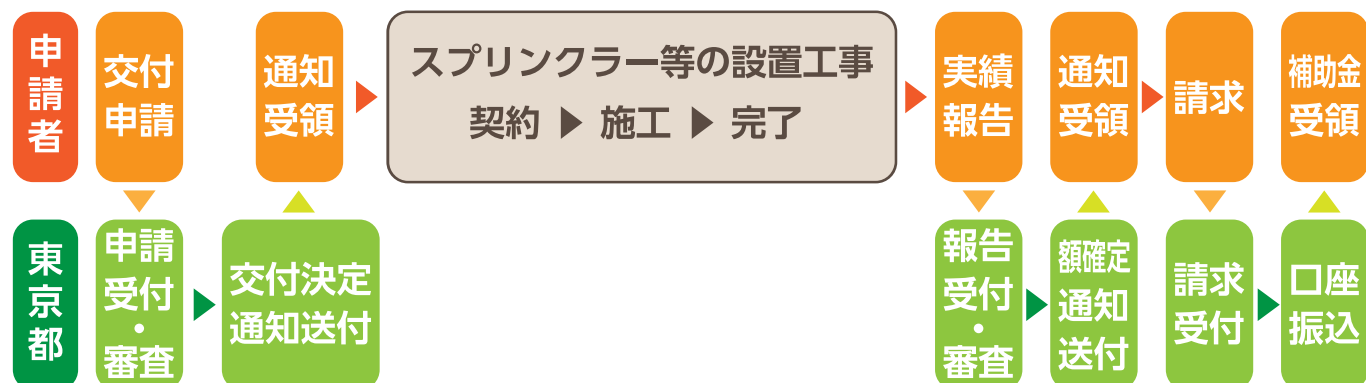 申請者
交付
申請
通知
受領
スプリンクラー等の設置工事
契約 ▶ 施工 ▶ 完了
実績
報告
通知
受領
請求
補助金
受領
東京都
申請
受付
・
審査
交付決定
通知送付
報告
受付
・
審査
額確定
通知
送付
請求
受付
口座
振込